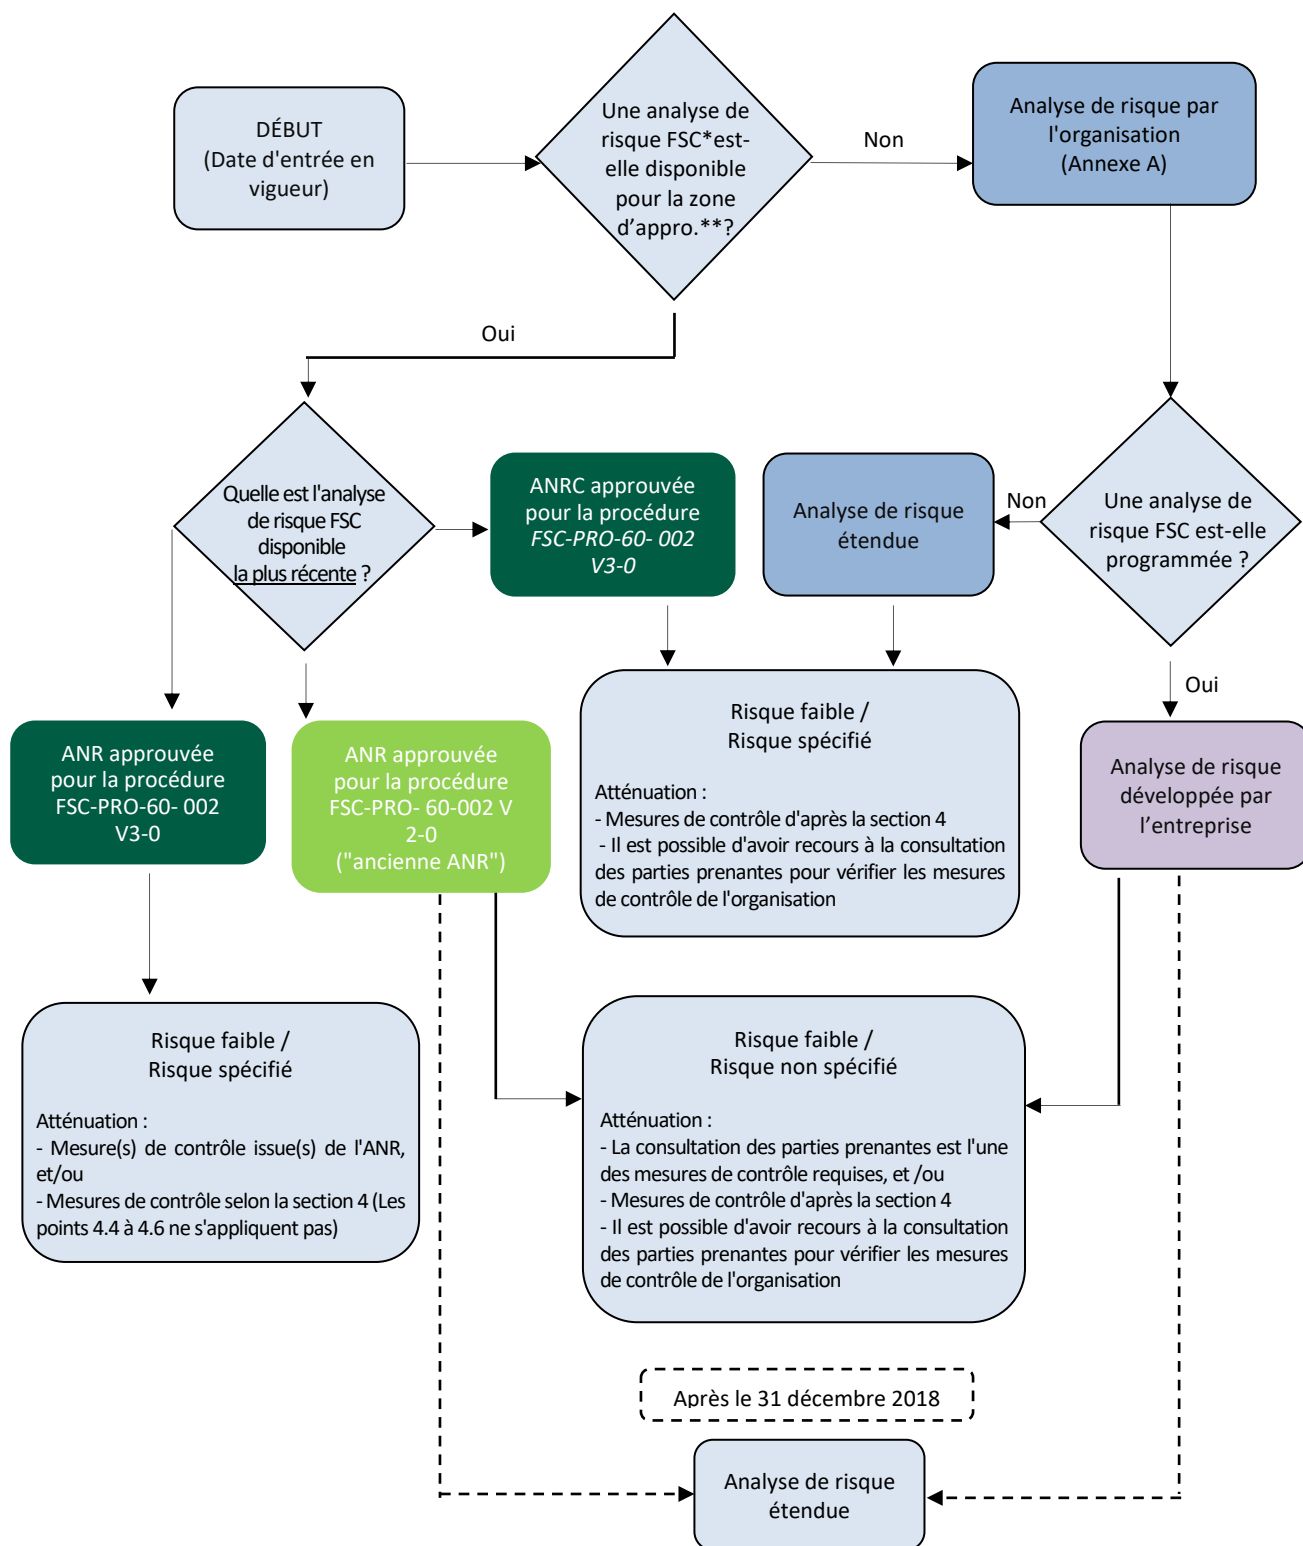 DÉBUT
(Date d'entrée en
vigueur)
Une analyse de
risque FSC*est-
elle disponible
pour la zone
d’appro.**?
Non
Analyse de risque par
l'organisation
(Annexe A)
Oui
Quelle est l'analyse
de risque FSC
disponible
la plus récente ?
ANRC approuvée
pour la procédure
FSC-PRO-60- 002
V3-0
Analyse de risque
étendue
Non
Une analyse de
risque FSC est-elle
programmée ?
Oui
ANR approuvée
pour la procédure
FSC-PRO-60- 002
V3-0
ANR approuvée
pour la procédure
FSC-PRO- 60-002 V
2-0
("ancienne ANR")
Risque faible /
Risque spécifié
Atténuation :
- Mesures de contrôle d'après la section 4
- Il est possible d'avoir recours à la consultation
des parties prenantes pour vérifier les mesures
de contrôle de l'organisation
Analyse de risque
développée par
l’entreprise
Risque faible /
Risque spécifié
Atténuation :
- Mesure(s) de contrôle issue(s) de l'ANR,
et/ou
- Mesures de contrôle selon la section 4 (Les
points 4.4 à 4.6 ne s'appliquent pas)
Risque faible /
Risque non spécifié
Atténuation :
- La consultation des parties prenantes est l'une
des mesures de contrôle requises, et /ou
- Mesures de contrôle d'après la section 4
- Il est possible d'avoir recours à la consultation
des parties prenantes pour vérifier les mesures
de contrôle de l'organisation
Après le 31 décembre 2018
Analyse de risque
étendue